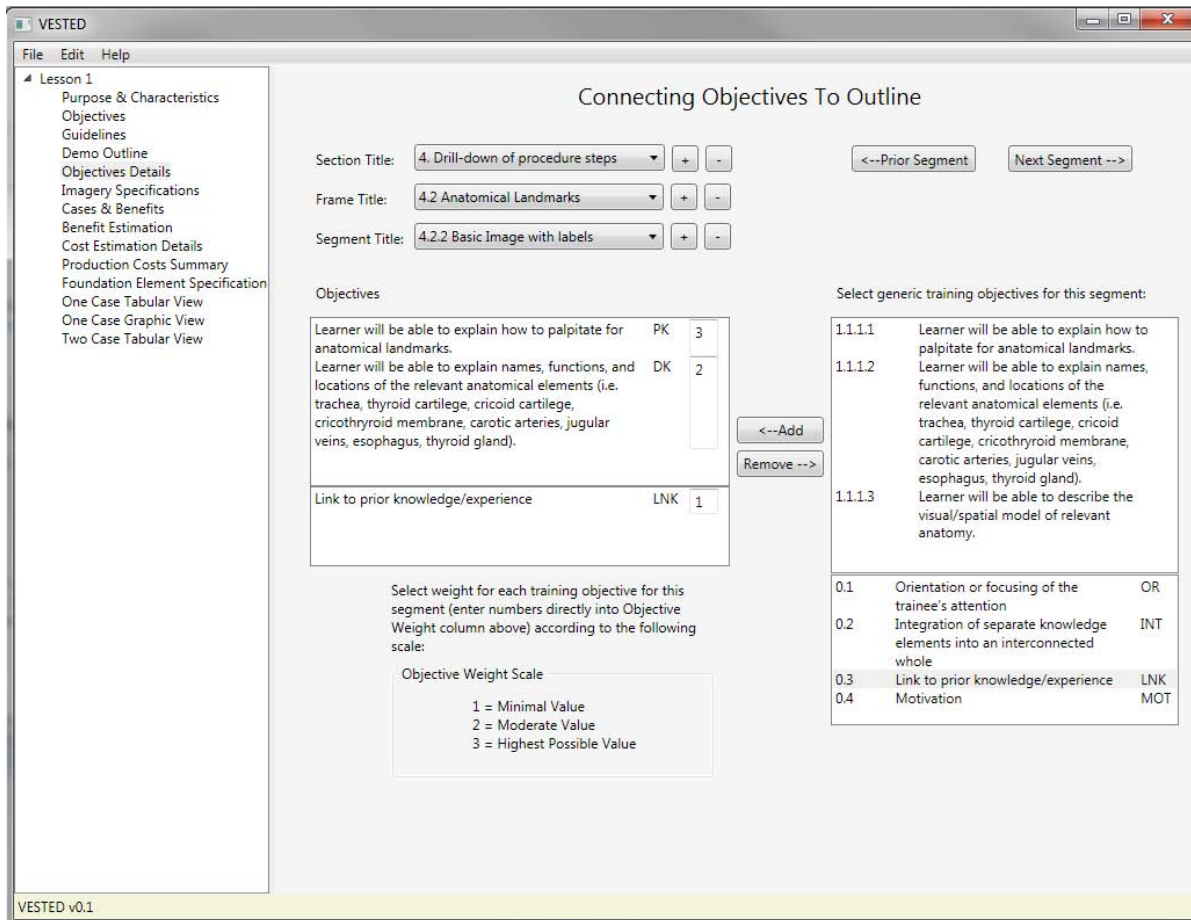 VESTED
File Edit Help
Lesson 1
Purpose & Characteristics
Objectives
Guidelines
Demo Outline
Objectives Details
Imagery Specifications
Cases & Benefits
Benefit Estimation
Cost Estimation Details
Production Costs Summary
Foundation Element Specification
One Case Tabular View
One Case Graphic View
Two Case Tabular View
Connecting Objectives To Outline
Section Title: 4. Drill-down of procedure steps + - <--Prior Segment Next Segment -->
Frame Title: 4.2 Anatomical Landmarks + -
Segment Title: 4.2.2 Basic Image with labels + -
Objectives
Learner will be able to explain how to palpitate for PK 3
anatomical landmarks.
Learner will be able to explain names, functions, and DK 2
locations of the relevant anatomical elements (i.e.
trachea, thyroid cartilege, cricoid cartilege,
cricothryroid membrane, carotic arteries, jugular
veins, esophagus, thyroid gland).
Link to prior knowledge/experience LNK 1
<--Add
Remove -->
Select generic training objectives for this segment:
1.1.1.1 Learner will be able to explain how to
palpitate for anatomical landmarks.
1.1.1.2 Learner will be able to explain names,
functions, and locations of the
relevant anatomical elements (i.e.
trachea, thyroid cartilege, cricoid
cartilege, cricothryroid membrane,
carotic arteries, jugular veins,
esophagus, thyroid gland).
1.1.1.3 Learner will be able to describe the
visual/spatial model of relevant
anatomy.
0.1 Orientation or focusing of the OR
trainee's attention
0.2 Integration of separate knowledge INT
elements into an interconnected
whole
0.3 Link to prior knowledge/experience LNK
0.4 Motivation MOT
Select weight for each training objective for this
segment (enter numbers directly into Objective
Weight column above) according to the following
scale:
Objective Weight Scale
1 = Minimal Value
2 = Moderate Value
3 = Highest Possible Value
VESTED v0.1